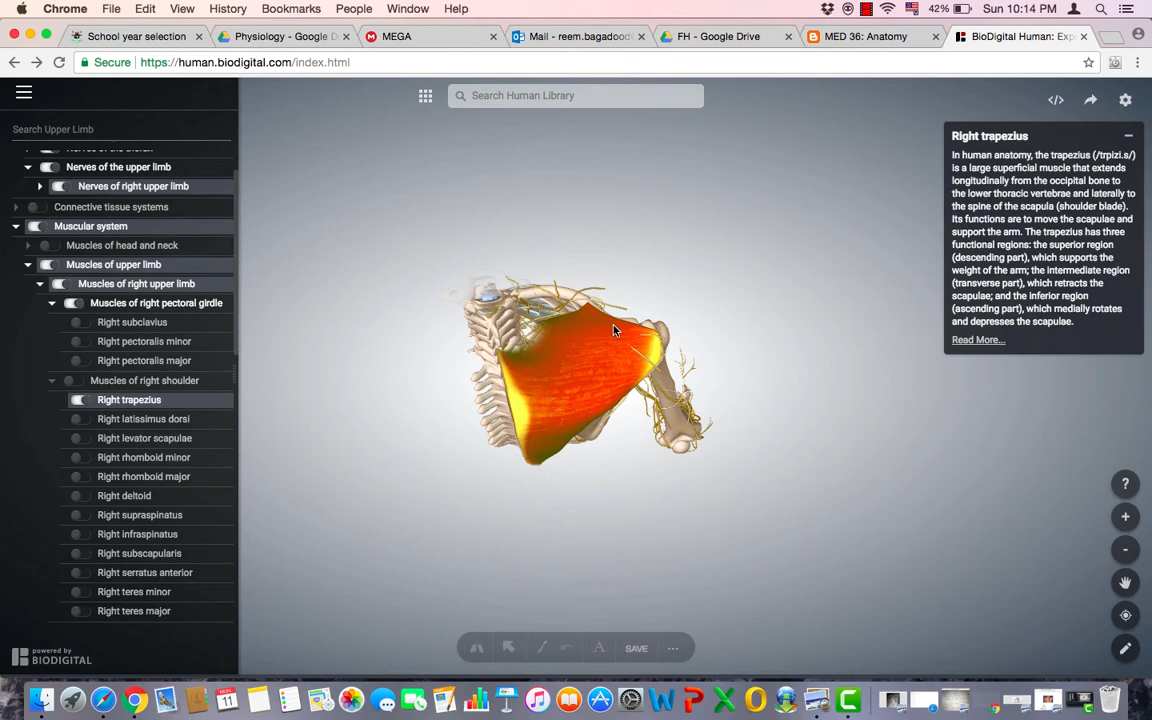 Chrome File Edit View History Bookmarks People Window Help 42% Sun 10:14 PM
School year selection
Physiology - Google D
MEGA
Mail - reem.bagadood
FH - Google Drive
MED 36: Anatomy
BioDigital Human: Exp
Secure https://human.biodigital.com/index.html
Search Human Library
Search Upper Limb
Nerves of the upper limb
Nerves of right upper limb
Connective tissue systems
Muscular system
Muscles of head and neck
Muscles of upper limb
Muscles of right upper limb
Muscles of right pectoral girdle
Right subclavius
Right pectoralis minor
Right pectoralis major
Muscles of right shoulder
Right trapezius
Right latissimus dorsi
Right levator scapulae
Right rhomboid minor
Right rhomboid major
Right deltoid
Right supraspinatus
Right infraspinatus
Right subscapularis
Right serratus anterior
Right teres minor
Right teres major
powered by
BIODIGITAL
Right trapezius
In human anatomy, the trapezius (/trpizi.s/)
is a large superficial muscle that extends
longitudinally from the occipital bone to
the lower thoracic vertebrae and laterally to
the spine of the scapula (shoulder blade).
Its functions are to move the scapulae and
support the arm. The trapezius has three
functional regions: the superior region
(descending part), which supports the
weight of the arm; the intermediate region
(transverse part), which retracts the
scapulae; and the inferior region
(ascending part), which medially rotates
and depresses the scapulae.
Read More...
SAVE